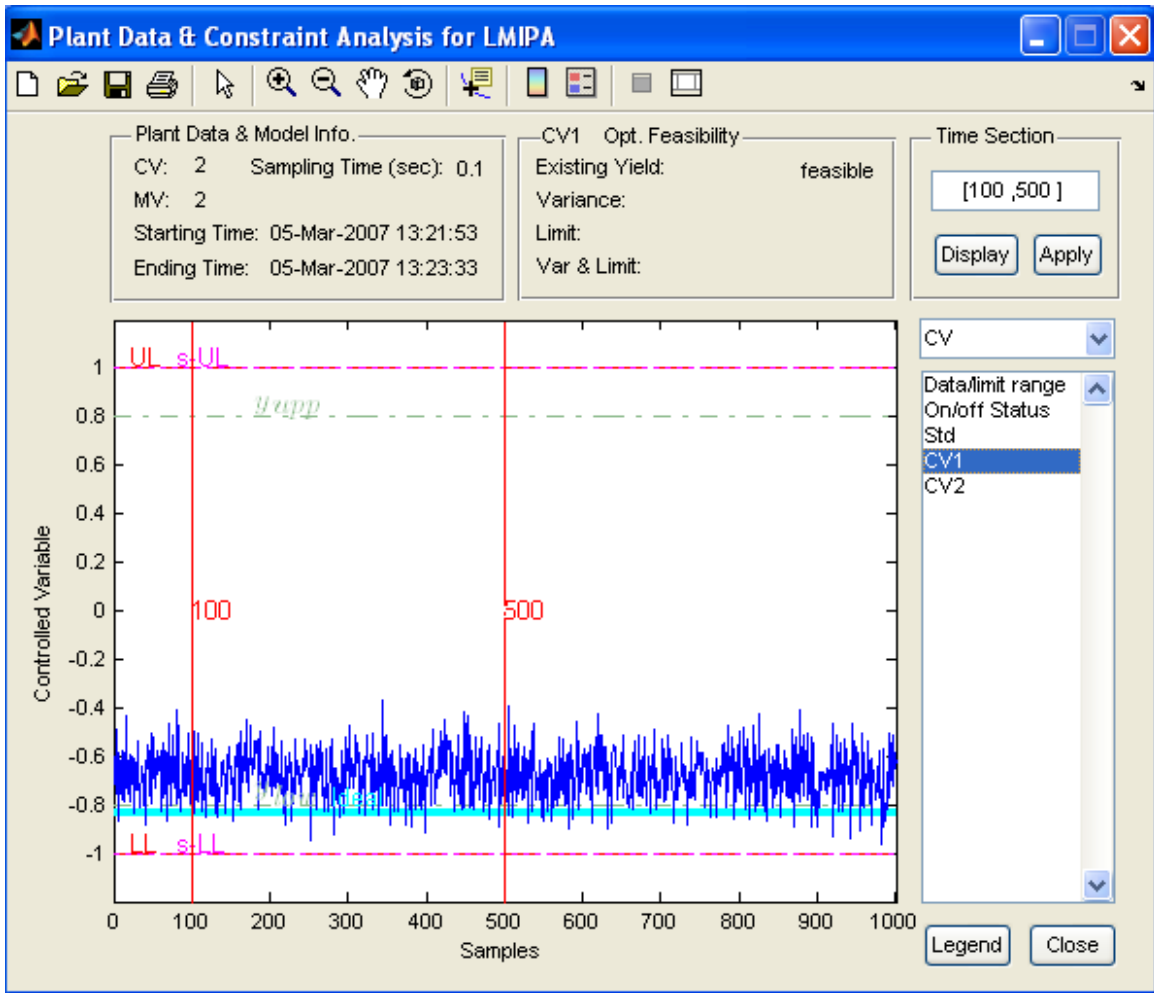 Plant Data & Constraint Analysis for LMIPA
Plant Data & Model Info.
CV: 2 Sampling Time (sec): 0.1
MV: 2
Starting Time: 05-Mar-2007 13:21:53
Ending Time: 05-Mar-2007 13:23:33
CV1 Opt. Feasibility
Existing Yield: feasible
Variance:
Limit:
Var & Limit:
Time Section
[100 ,500 ]
Display Apply
CV
Data/limit range
On/off Status
Std
CV1
CV2
Legend Close
UL s-UL
yupp
100 500
Ideal
LL s-LL
1
0.8
0.6
0.4
0.2
0
-0.2
-0.4
-0.6
-0.8
-1
Controlled Variable
0 100 200 300 400 500 600 700 800 900 1000
Samples